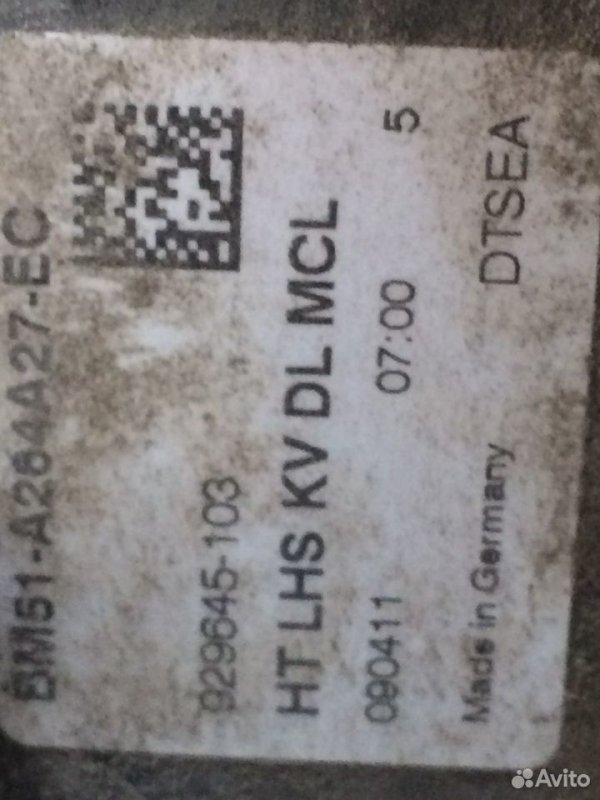 BM51-A264A27-EC
929645-103
HT LHS KV DL MCL
090411 07:00 5
Made in Germany DTSEA
Avito